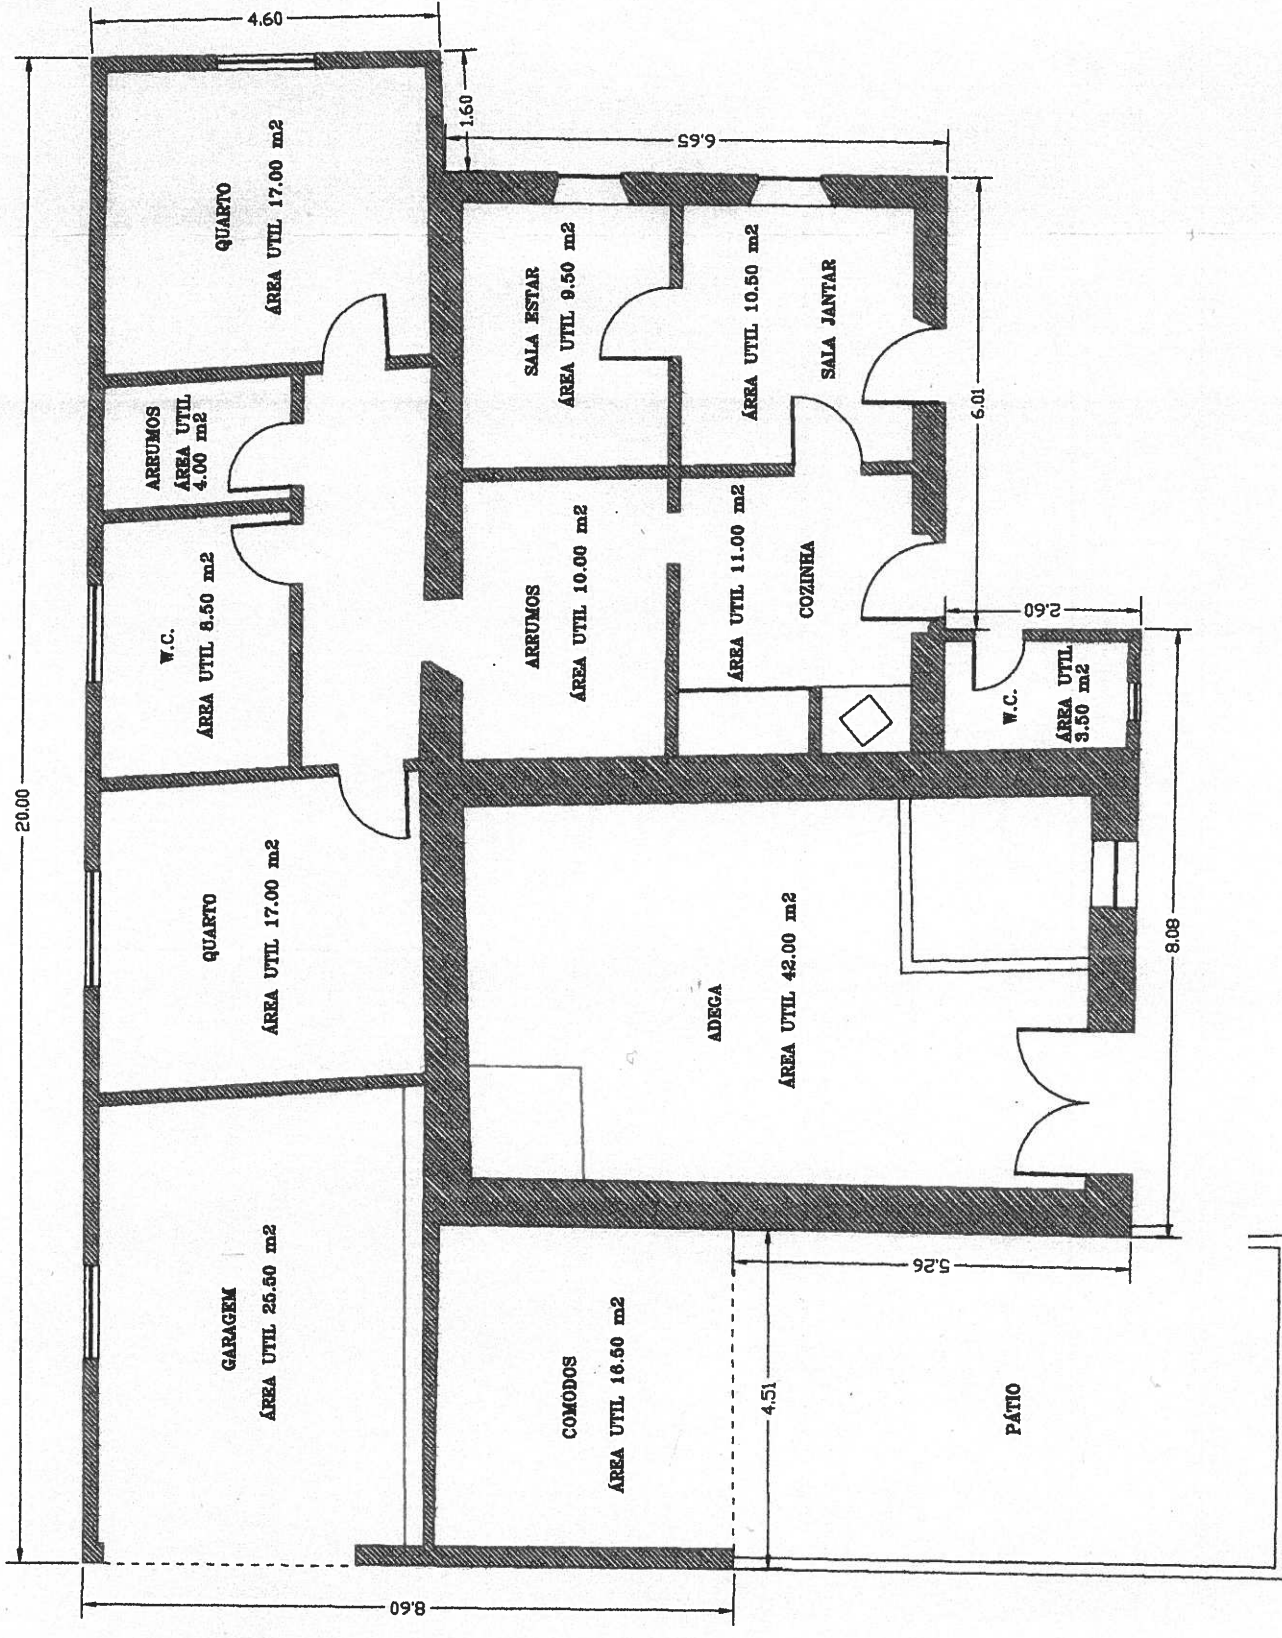 4.60
20.00
1.60
6.65
QUARTO
ÁREA UTIL 17.00 m2
SALA ESTAR
ÁREA UTIL 9.50 m2
ÁREA UTIL 10.50 m2
SALA JANTAR
ARRUMOS
ÁREA UTIL
4.00 m2
6.01
W.C.
ÁREA UTIL 8.50 m2
ARRUMOS
ÁREA UTIL 10.00 m2
ÁREA UTIL 11.00 m2
COZINHA
2.60
W.C.
ÁREA UTIL
3.50 m2
QUARTO
ÁREA UTIL 17.00 m2
ADEGA
ÁREA UTIL 42.00 m2
8.08
GARAGEM
ÁREA UTIL 25.50 m2
COMODOS
ÁREA UTIL 16.50 m2
5.26
4.51
PÁTIO
8.60